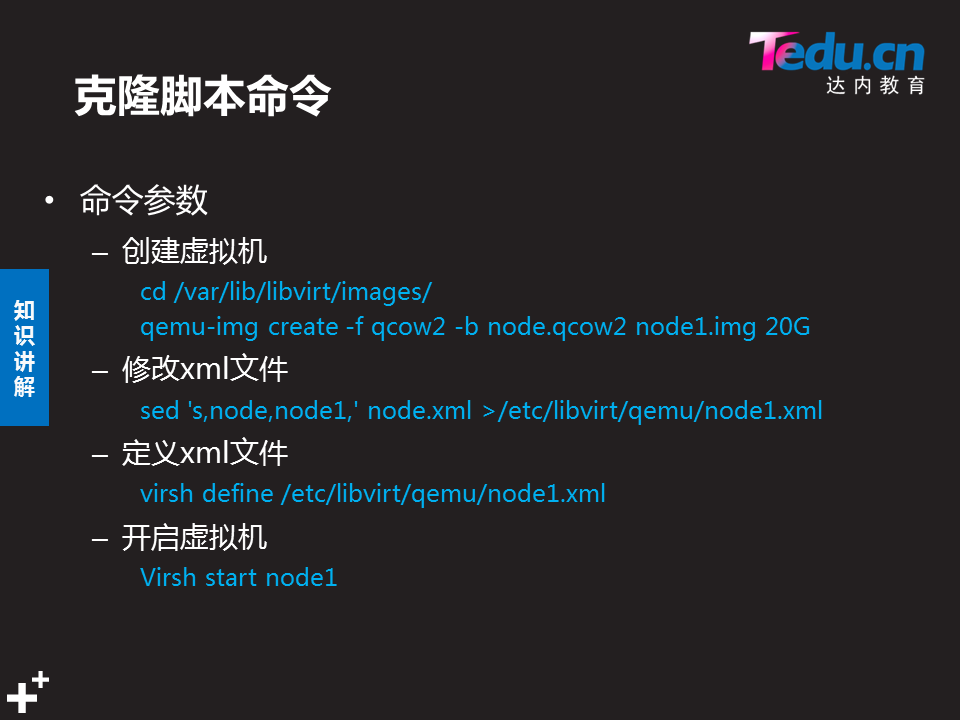 Tedu.cn
达内教育
克隆脚本命令
• 命令参数
– 创建虚拟机
cd /var/lib/libvirt/images/
qemu-img create -f qcow2 -b node.qcow2 node1.img 20G
– 修改xml文件
sed 's,node,node1,' node.xml >/etc/libvirt/qemu/node1.xml
– 定义xml文件
virsh define /etc/libvirt/qemu/node1.xml
– 开启虚拟机
Virsh start node1
知识讲解